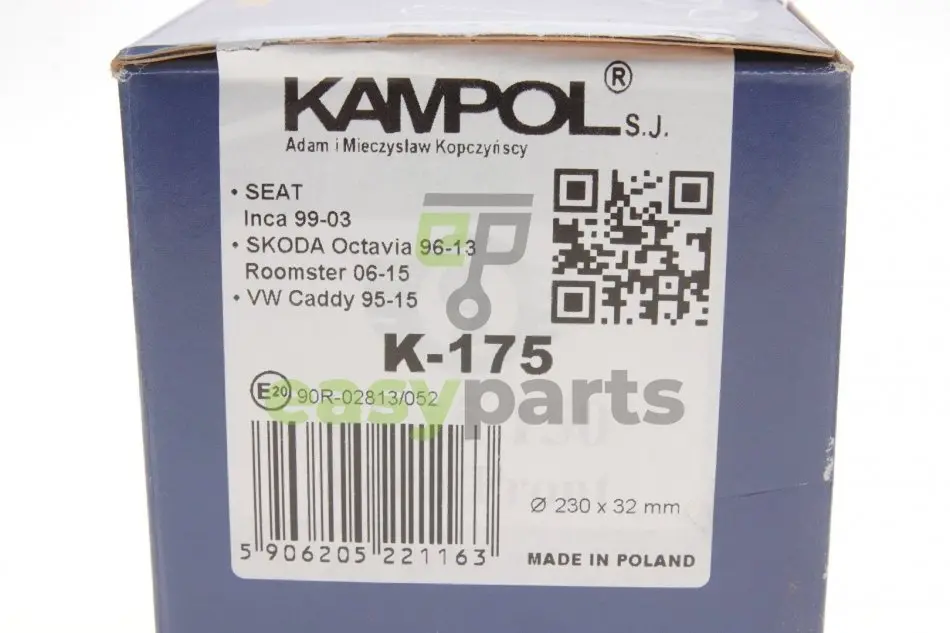 KAMPOL® S.J.
Adam i Mieczysław Kopczyńscy
• SEAT
Inca 99-03
• SKODA Octavia 96-13
Roomster 06-15
• VW Caddy 95-15
ep
K-175
easyparts
E20 90R-02813/052
Ø 230 x 32 mm
5 906205 221163
MADE IN POLAND